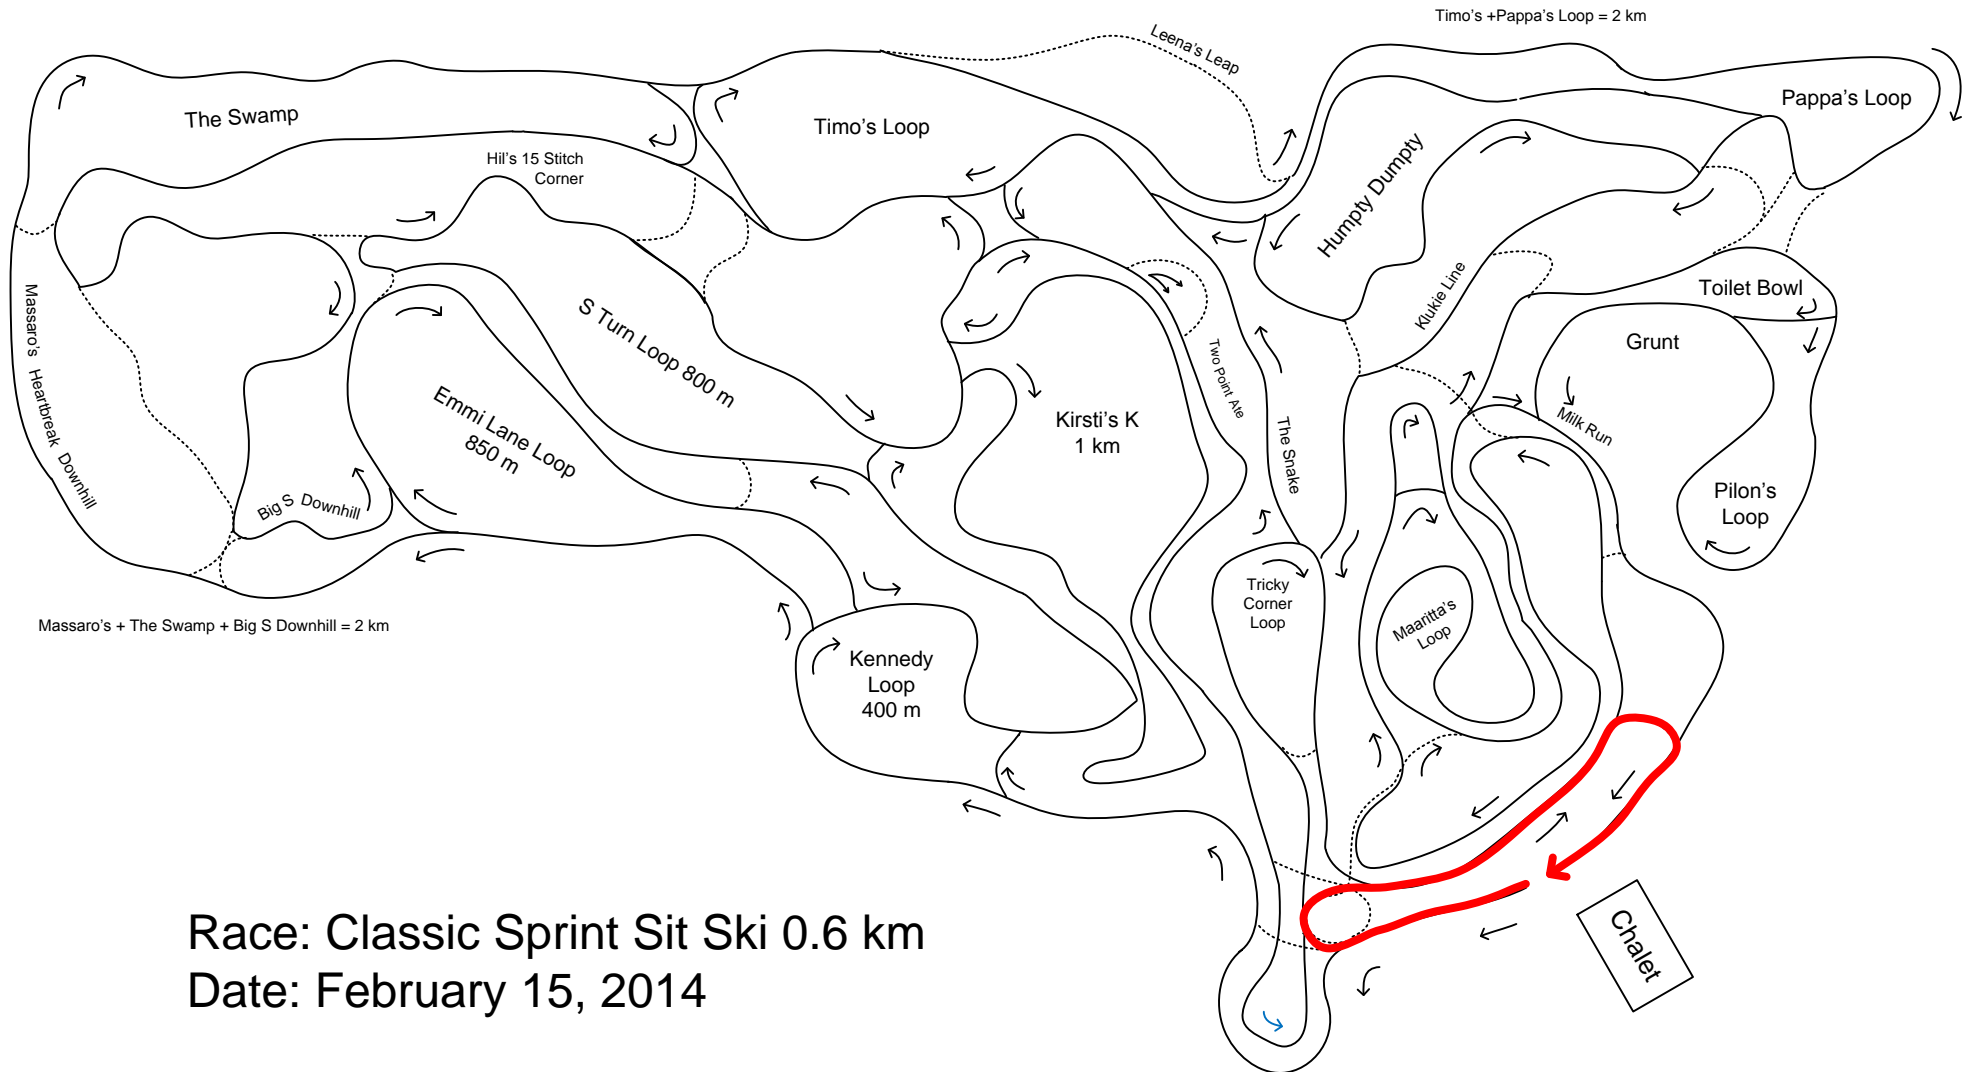 Timo's +Pappa's Loop = 2 km
Leena's Leap
Pappa's Loop
The Swamp
Timo's Loop
Hil's 15 Stitch
Corner
Humpty Dumpty
Massaro's Heartbreak Downhill
S Turn Loop 800 m
Klukie Line
Toilet Bowl
Grunt
Two Point Ate
Emmi Lane Loop
850 m
Kirsti's K
1 km
The Snake
Milk Run
Big S Downhill
Pilon's
Loop
Tricky
Corner
Loop
Maaritta's
Loop
Massaro's + The Swamp + Big S Downhill = 2 km
Kennedy
Loop
400 m
Race: Classic Sprint Sit Ski 0.6 km
Date: February 15, 2014
Chalet